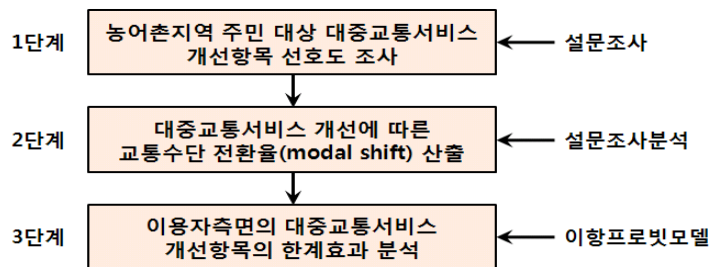 1단계
농어촌지역 주민 대상 대중교통서비스
개선항목 선호도 조사
설문조사
2단계
대중교통서비스 개선에 따른
교통수단 전환율(modal shift) 산출
설문조사분석
3단계
이용자측면의 대중교통서비스
개선항목의 한계효과 분석
이항프로빗모델